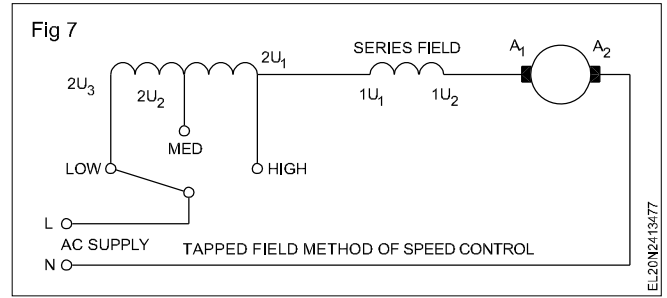 Fig 7
SERIES FIELD
A1
A2
2U1
2U3
2U2
1U1
1U2
MED
LOW
HIGH
L
AC SUPPLY
TAPPED FIELD METHOD OF SPEED CONTROL
N
EL20N2413477